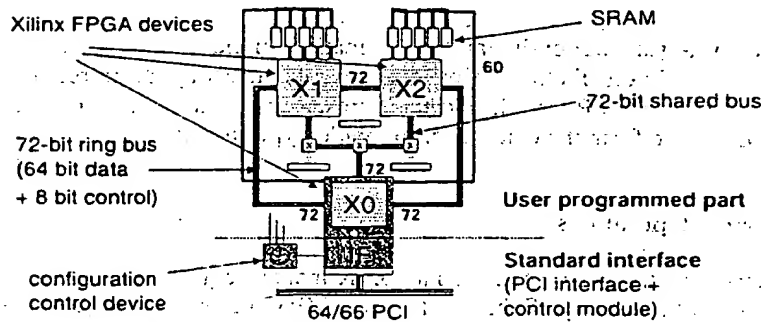 Xilinx FPGA devices
SRAM
60
X1
72
X2
72-bit shared bus
72-bit ring bus
(64 bit data
+ 8 bit control)
72
72
X0
72
User programmed part
IF
Standard interface
(PCI interface +
control module)
configuration
control device
64/66 PCI